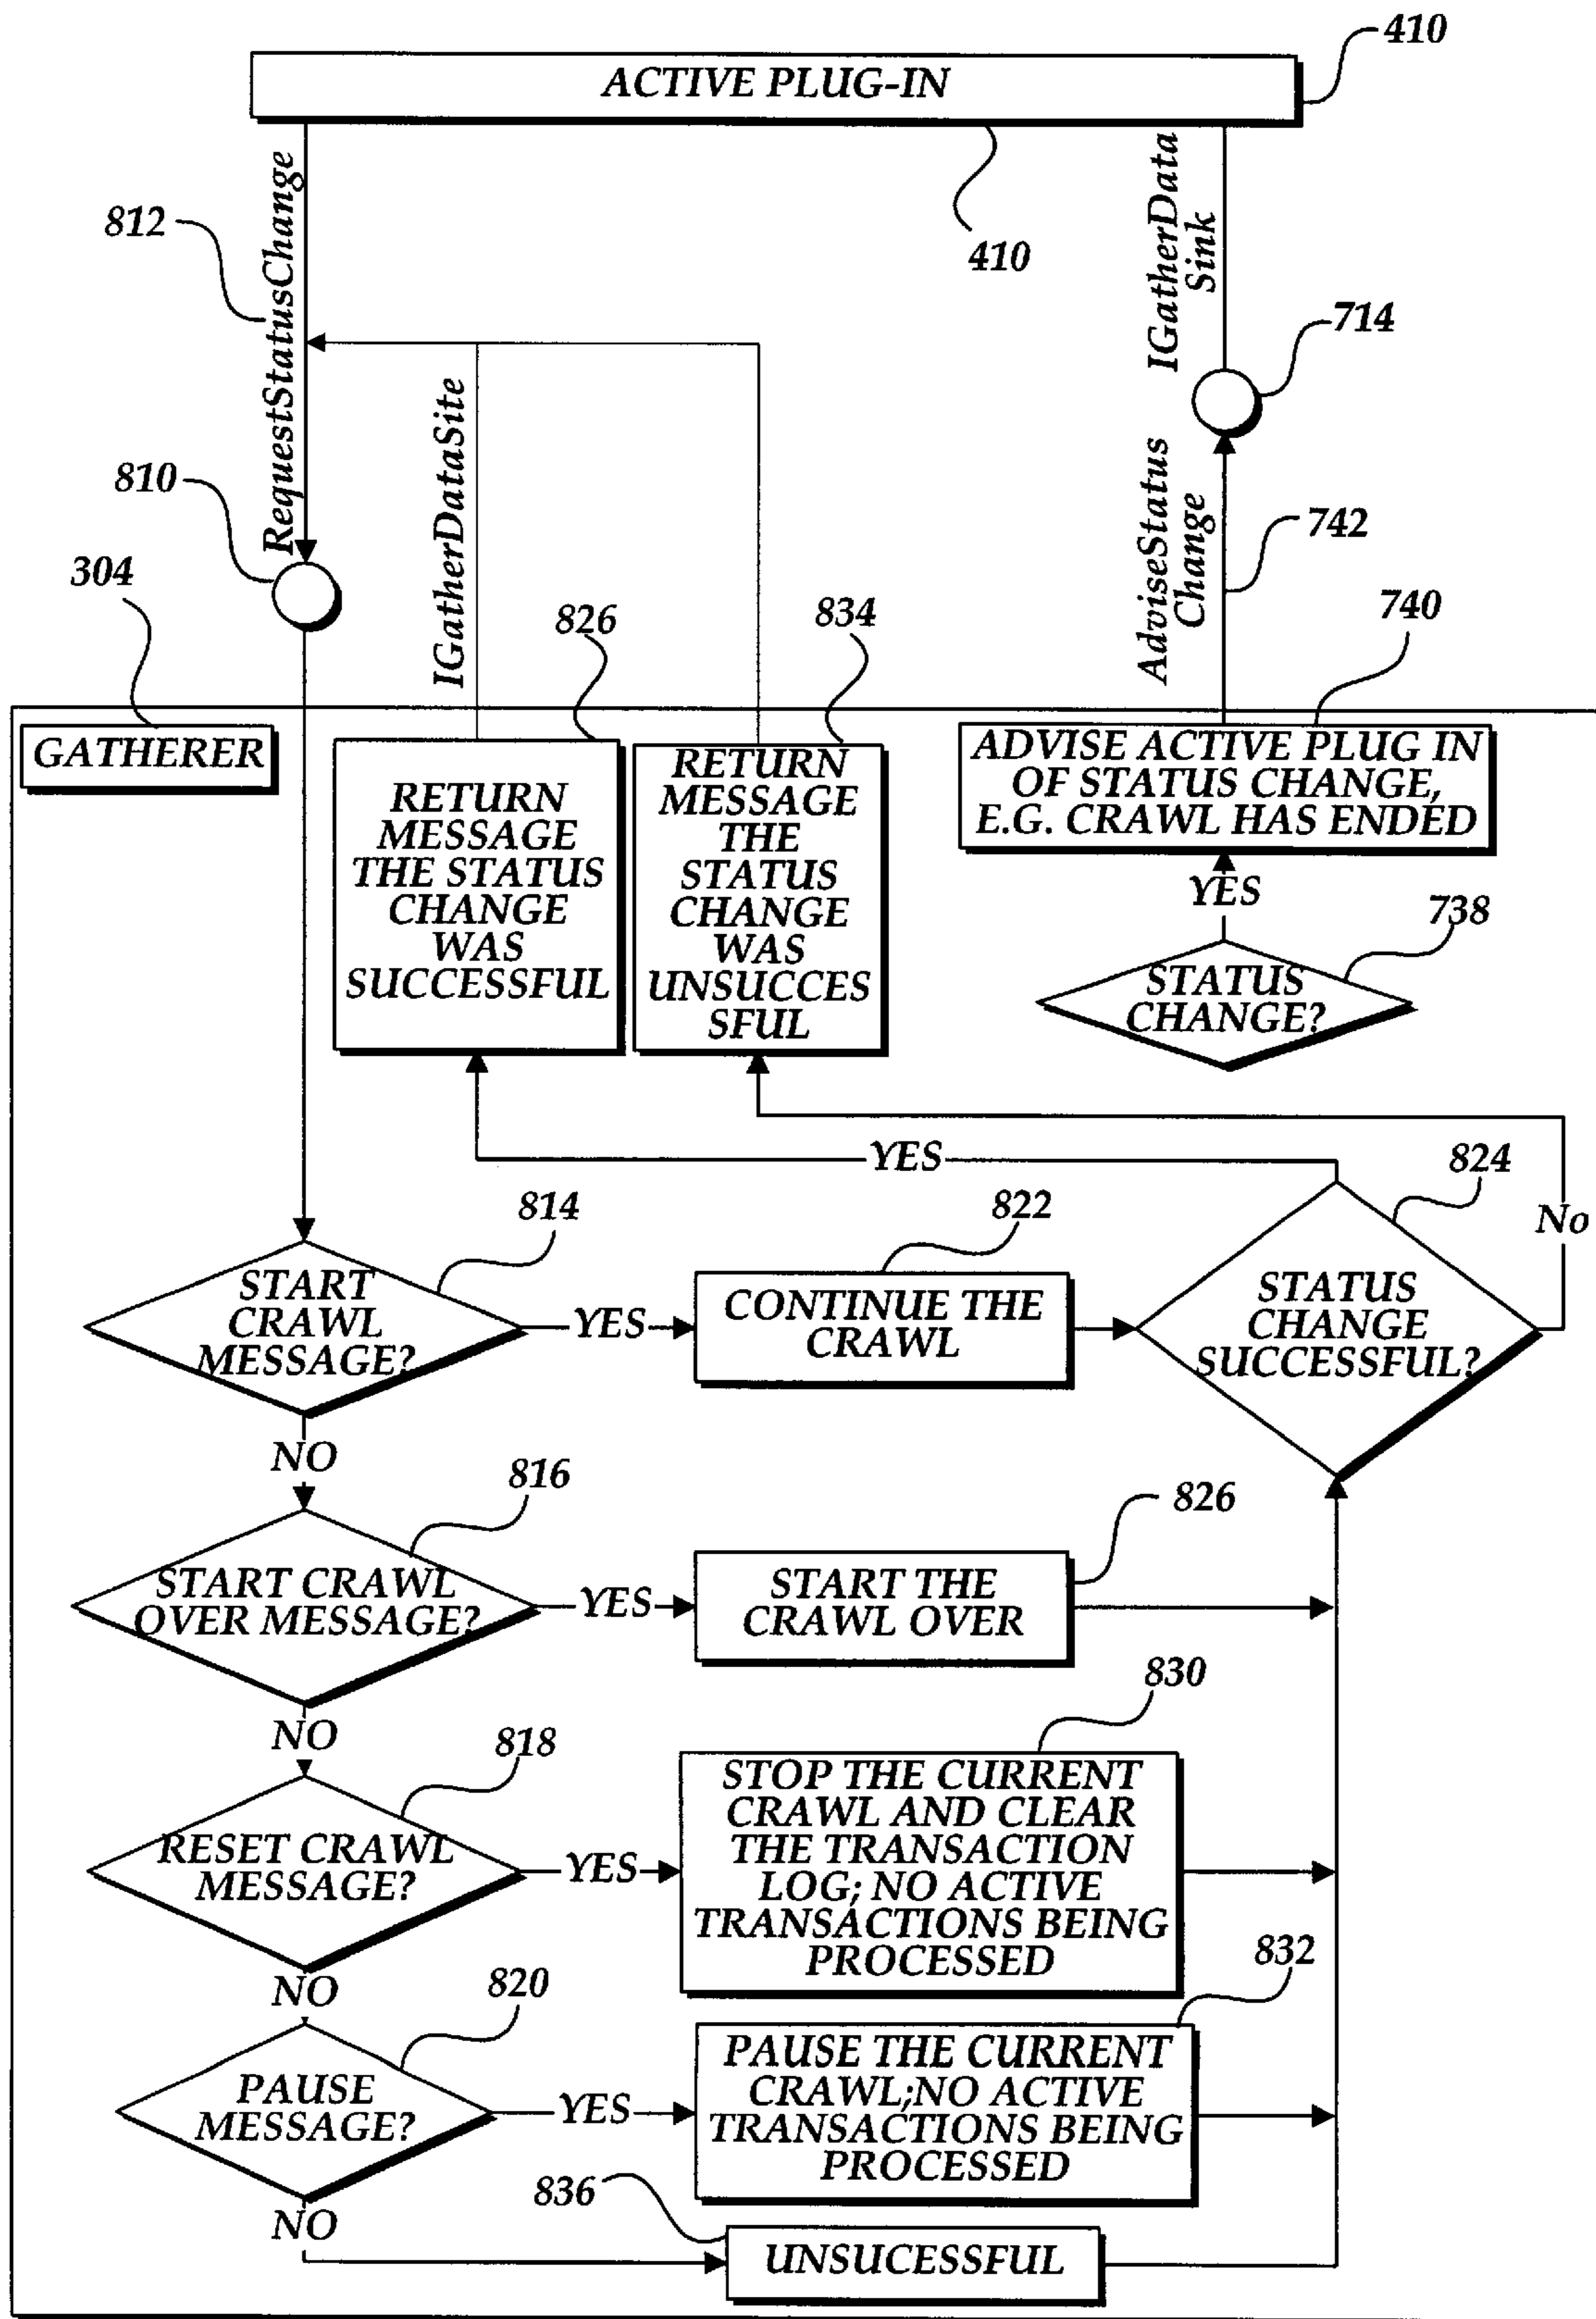 410
ACTIVE PLUG-IN
410
812
RequestStatusChange
IGatherData
Sink
714
810
IGatherDataSite
AdviseStatus
Change
742
304
826
834
740
GATHERER
RETURN
MESSAGE
THE STATUS
CHANGE
WAS
SUCCESSFUL
RETURN
MESSAGE
THE
STATUS
CHANGE
WAS
UNSUCCES
SFUL
ADVISE ACTIVE PLUG IN
OF STATUS CHANGE,
E.G. CRAWL HAS ENDED
YES
738
STATUS
CHANGE?
YES
824
No
814
822
START
CRAWL
MESSAGE?
YES
CONTINUE THE
CRAWL
STATUS
CHANGE
SUCCESSFUL?
NO
816
826
START CRAWL
OVER MESSAGE?
YES
START THE
CRAWL OVER
NO
818
830
RESET CRAWL
MESSAGE?
YES
STOP THE CURRENT
CRAWL AND CLEAR
THE TRANSACTION
LOG; NO ACTIVE
TRANSACTIONS BEING
PROCESSED
NO
820
832
PAUSE
MESSAGE?
YES
PAUSE THE CURRENT
CRAWL;NO ACTIVE
TRANSACTIONS BEING
PROCESSED
NO
836
UNSUCESSFUL